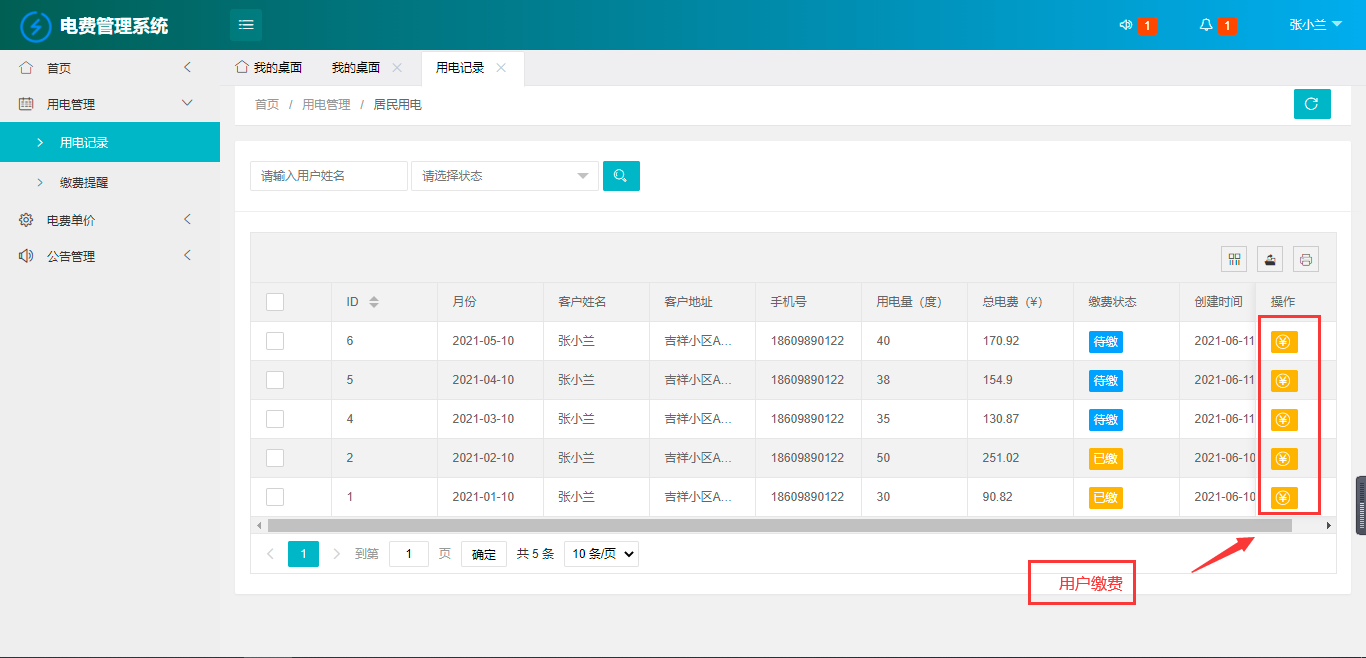 电费管理系统
1
1
张小兰
首页
用电管理
用电记录
缴费提醒
电费单价
公告管理
我的桌面
我的桌面
用电记录
首页 / 用电管理 / 居民用电
请输入用户姓名
请选择状态
ID 月份 客户姓名 客户地址 手机号 用电量（度） 总电费（¥） 缴费状态 创建时间 操作
6 2021-05-10 张小兰 吉祥小区A... 18609890122 40 170.92 待缴 2021-06-11
5 2021-04-10 张小兰 吉祥小区A... 18609890122 38 154.9 待缴 2021-06-11
4 2021-03-10 张小兰 吉祥小区A... 18609890122 35 130.87 待缴 2021-06-11
2 2021-02-10 张小兰 吉祥小区A... 18609890122 50 251.02 已缴 2021-06-10
1 2021-01-10 张小兰 吉祥小区A... 18609890122 30 90.82 已缴 2021-06-10
1 到第 1 页 确定 共 5 条 10 条/页
用户缴费